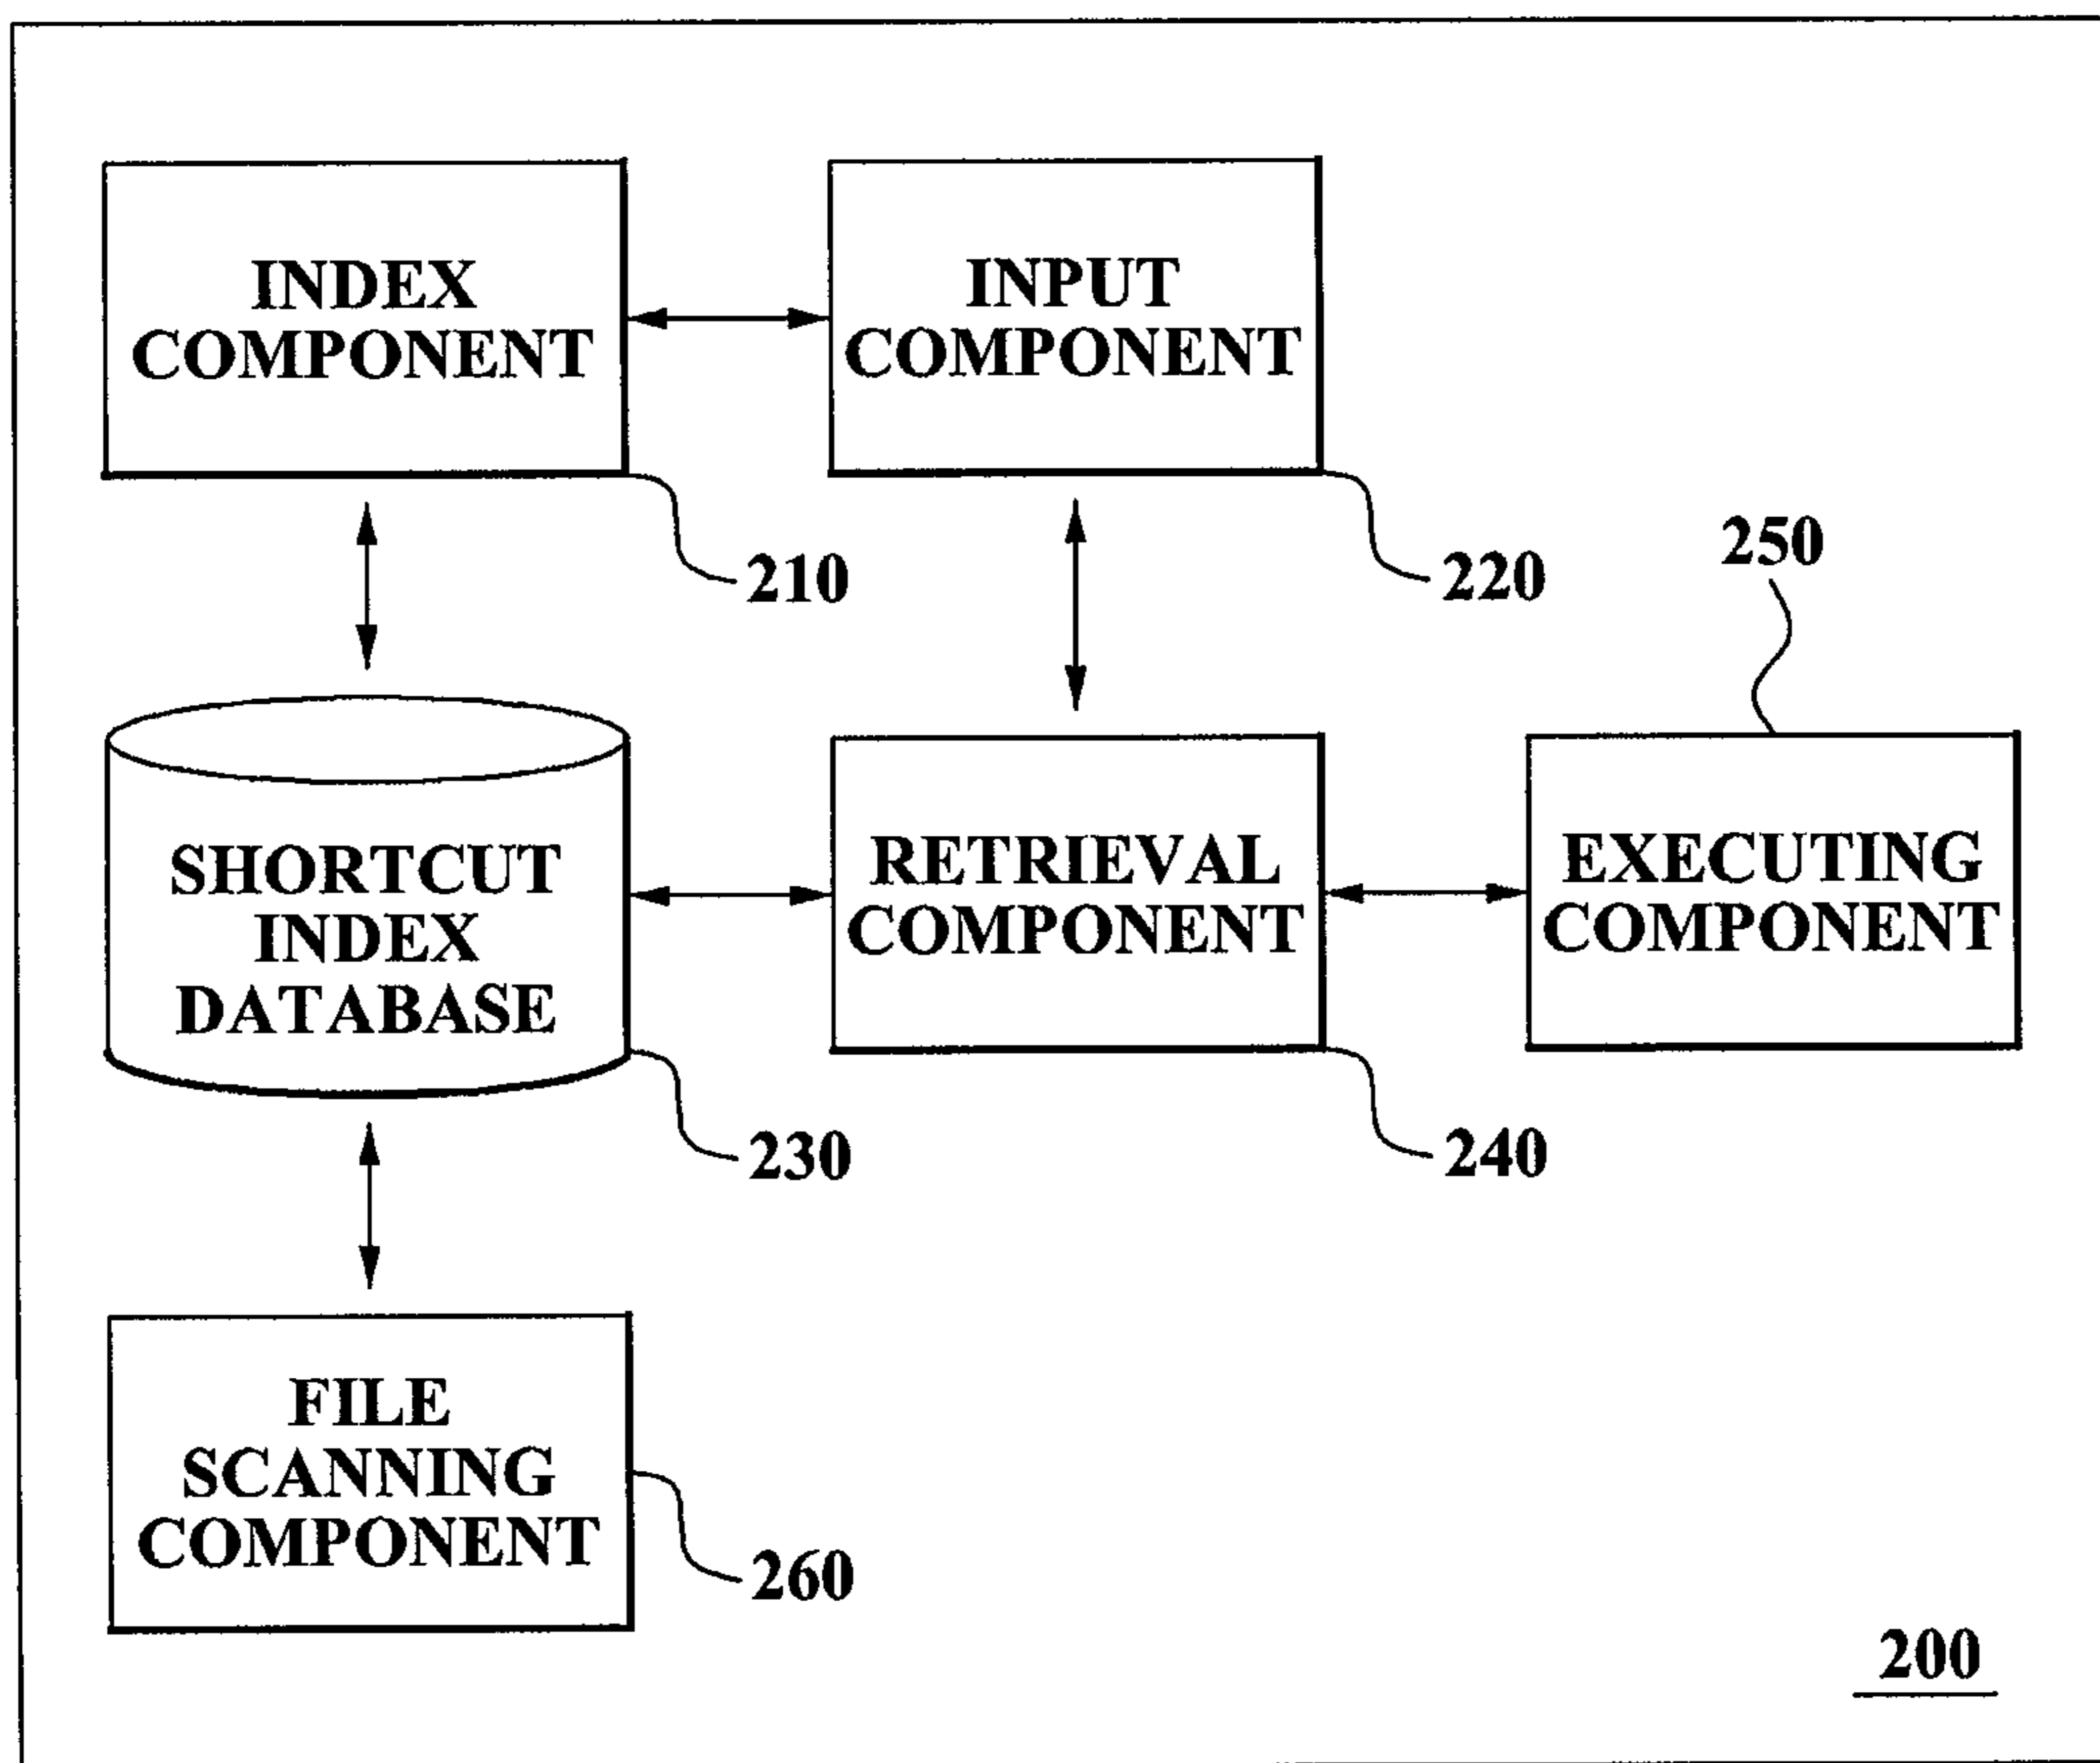 INDEX
COMPONENT
INPUT
COMPONENT
210
220
250
SHORTCUT
INDEX
DATABASE
RETRIEVAL
COMPONENT
EXECUTING
COMPONENT
230
240
FILE
SCANNING
COMPONENT
260
200